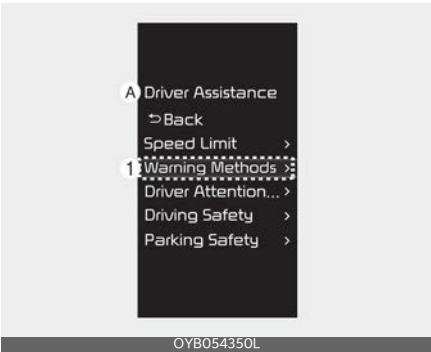 A Driver Assistance
⮌Back
Speed Limit >
1 Warning Methods >
Driver Attention... >
Driving Safety >
Parking Safety >
OYB054350L